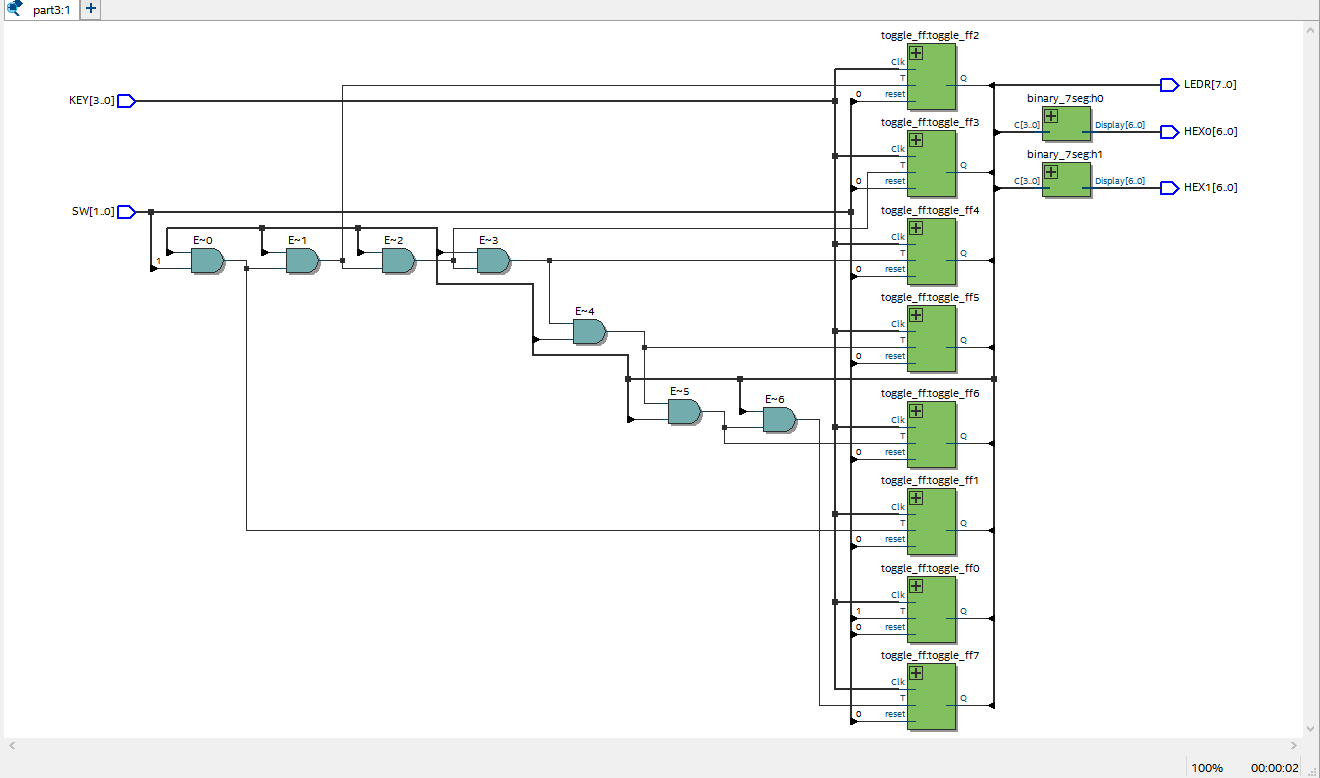 part3:1
+
toggle_ff:toggle_ff2
Clk
T
reset
0
Q
KEY[3..0]
LEDR[7..0]
binary_7seg:h0
C[3..0]
Display[6..0]
HEX0[6..0]
toggle_ff:toggle_ff3
Clk
T
reset
0
Q
binary_7seg:h1
C[3..0]
Display[6..0]
HEX1[6..0]
SW[1..0]
toggle_ff:toggle_ff4
Clk
T
reset
0
Q
E~0
E~1
E~2
E~3
1
toggle_ff:toggle_ff5
Clk
T
reset
0
Q
E~4
toggle_ff:toggle_ff6
Clk
T
reset
0
Q
E~5
E~6
toggle_ff:toggle_ff1
Clk
T
reset
0
Q
toggle_ff:toggle_ff0
Clk
1
T
0
reset
Q
toggle_ff:toggle_ff7
Clk
T
reset
0
Q
100% 00:00:02